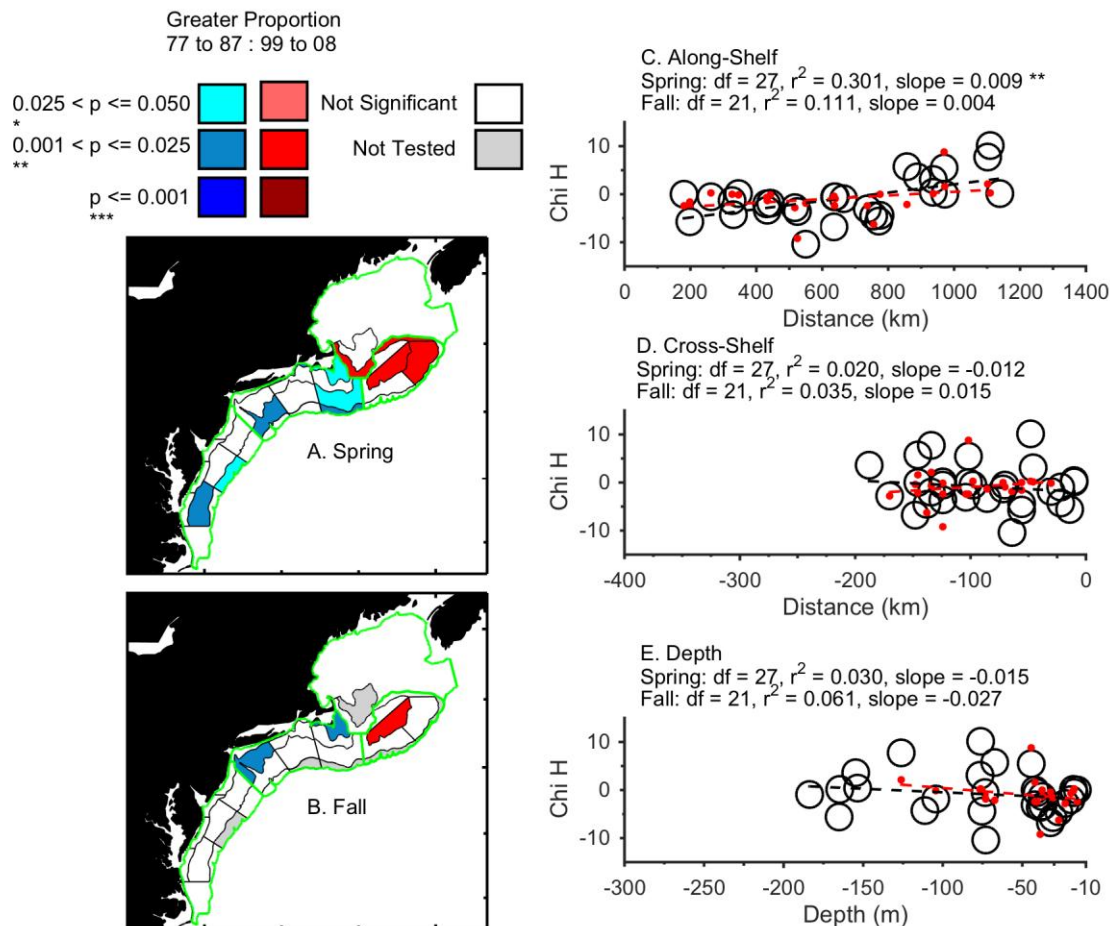 Greater Proportion
77 to 87 : 99 to 08
0.025 < p <= 0.050
*
0.001 < p <= 0.025
**
p <= 0.001
***
Not Significant
Not Tested
A. Spring
B. Fall
C. Along-Shelf
Spring: df = 27, r² = 0.301, slope = 0.009 **
Fall: df = 21, r² = 0.111, slope = 0.004
10
0
-10
Chi H
0 200 400 600 800 1000 1200 1400
Distance (km)
D. Cross-Shelf
Spring: df = 27, r² = 0.020, slope = -0.012
Fall: df = 21, r² = 0.035, slope = 0.015
10
0
-10
Chi H
-400 -300 -200 -100 0
Distance (km)
E. Depth
Spring: df = 27, r² = 0.030, slope = -0.015
Fall: df = 21, r² = 0.061, slope = -0.027
10
0
-10
Chi H
-300 -250 -200 -150 -100 -50 -10
Depth (m)